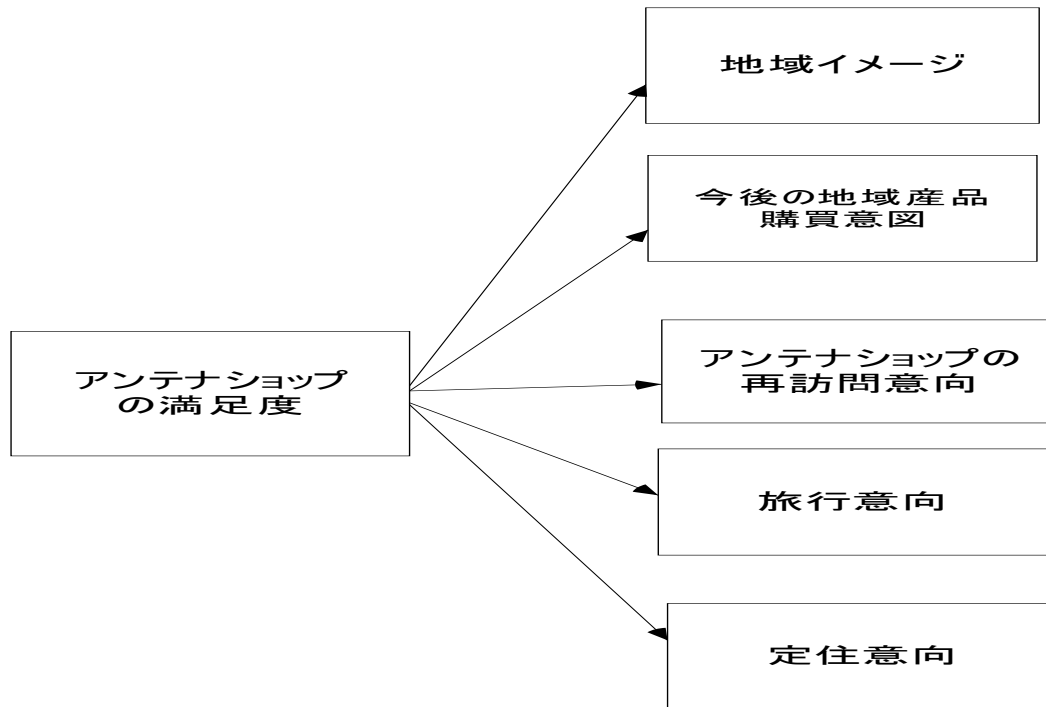 地域イメージ
今後の地域産品
購買意図
アンテナショップ
の満足度
アンテナショップの
再訪問意向
旅行意向
定住意向